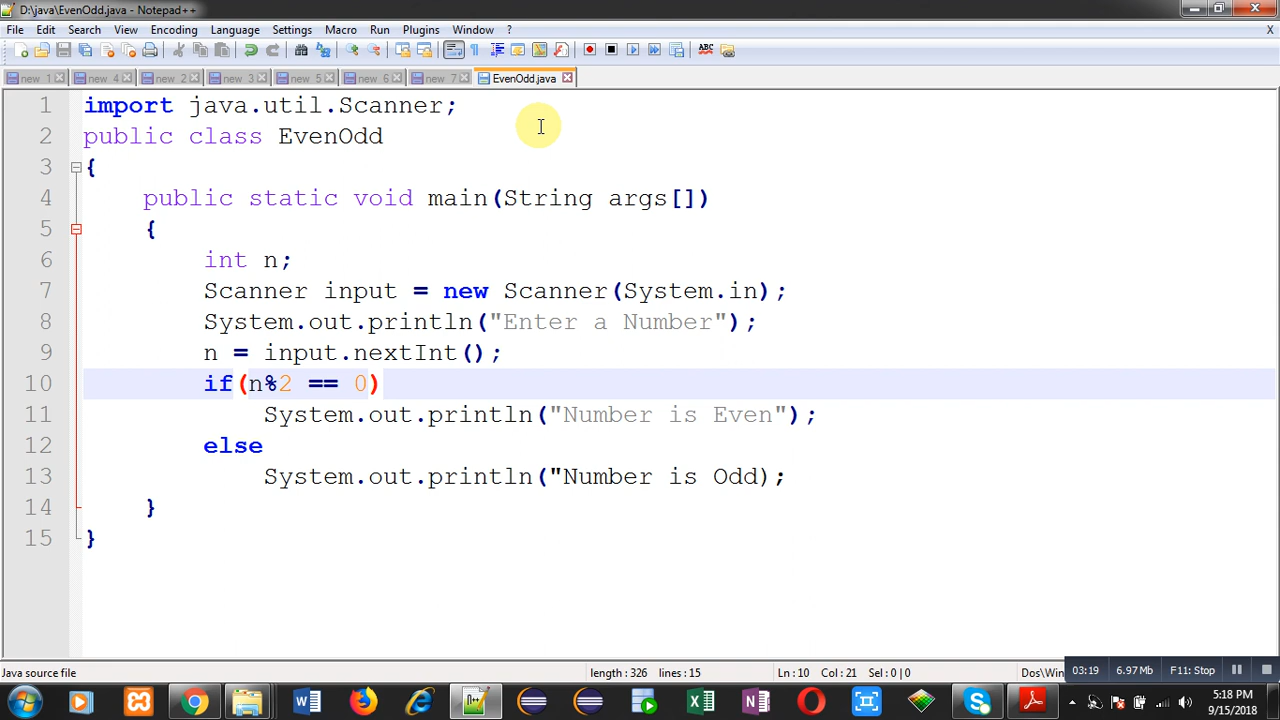 D:\java\EvenOdd.java - Notepad++
File Edit Search View Encoding Language Settings Macro Run Plugins Window ? X
new 1 new 4 new 2 new 3 new 5 new 6 new 7 EvenOdd.java
1 import java.util.Scanner;
2 public class EvenOdd
3 {
4 public static void main(String args[])
5 {
6 int n;
7 Scanner input = new Scanner(System.in);
8 System.out.println("Enter a Number");
9 n = input.nextInt();
10 if(n%2 == 0)
11 System.out.println("Number is Even");
12 else
13 System.out.println("Number is Odd);
14 }
15 }
Java source file length : 326 lines : 15 Ln : 10 Col : 21 Sel : 0 | 0 Dos\Win 03:19 6.97 Mb F11: Stop
5:18 PM
9/15/2018